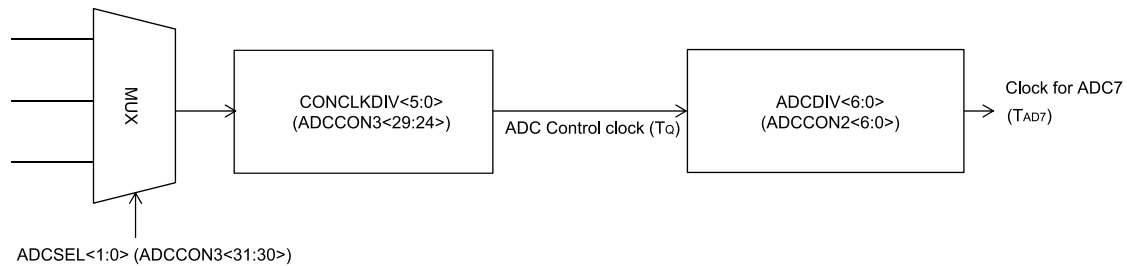 MUX
CONCLKDIV<5:0>
(ADCCON3<29:24>)
ADC Control clock (TQ)
ADCDIV<6:0>
(ADCCON2<6:0>)
Clock for ADC7
(TAD7)
ADCSEL<1:0> (ADCCON3<31:30>)